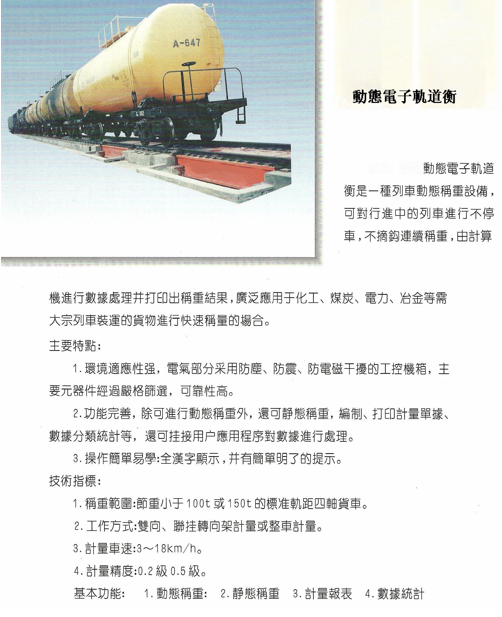 A-647
動態電子軌道衡
動態電子軌道
衡是一種列車動態稱重設備，
可對行進中的列車進行不停
車，不摘鈎連續稱重，由計算
機進行數據處理并打印出稱重結果，廣泛應用于化工、煤炭、電力、冶金等需
大宗列車裝運的貨物進行快速稱量的場合。
主要特點：
1.環境適應性强，電氣部分采用防塵、防震、防電磁干擾的工控機箱，主
要元器件經過嚴格篩選，可靠性高。
2.功能完善，除可進行動態稱重外，還可静態稱重，編制、打印計量單據、
數據分類統計等，還可挂接用户應用程序對數據進行處理。
3.操作簡單易學:全漢字顯示，并有簡單明了的提示。
技術指標：
1.稱重範圍:節重小于100t或150t的標准軌距四軸貨車。
2.工作方式:雙向、聯挂轉向架計量或整車計量。
3.計量車速:3～18km/h。
4.計量精度:0.2級0.5級。
基本功能： 1.動態稱重： 2.静態稱重 3.計量報表 4.數據統計